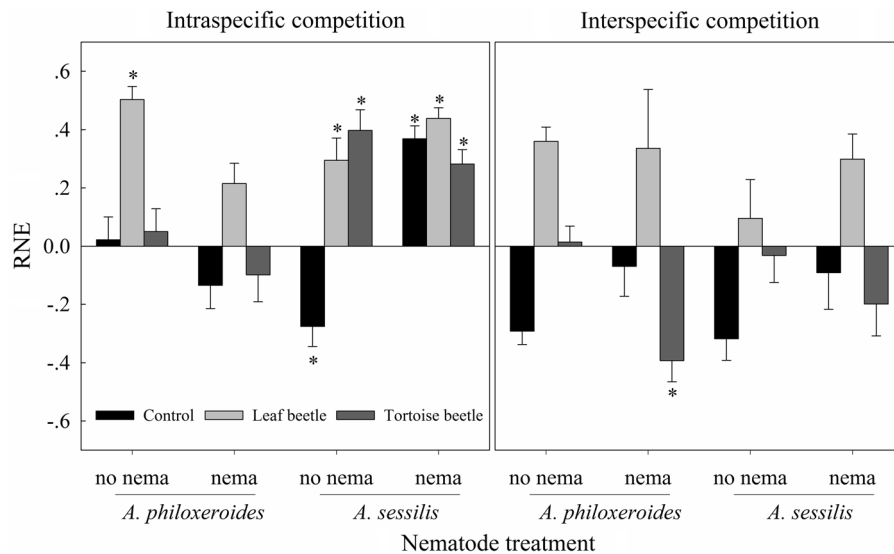 Intraspecific competition
Interspecific competition
RNE
.6
.4
.2
0.0
-.2
-.4
-.6
* * * * * * *
*
Control Leaf beetle Tortoise beetle
no nema nema no nema nema
no nema nema no nema nema
A. philoxeroides A. sessilis
A. philoxeroides A. sessilis
Nematode treatment